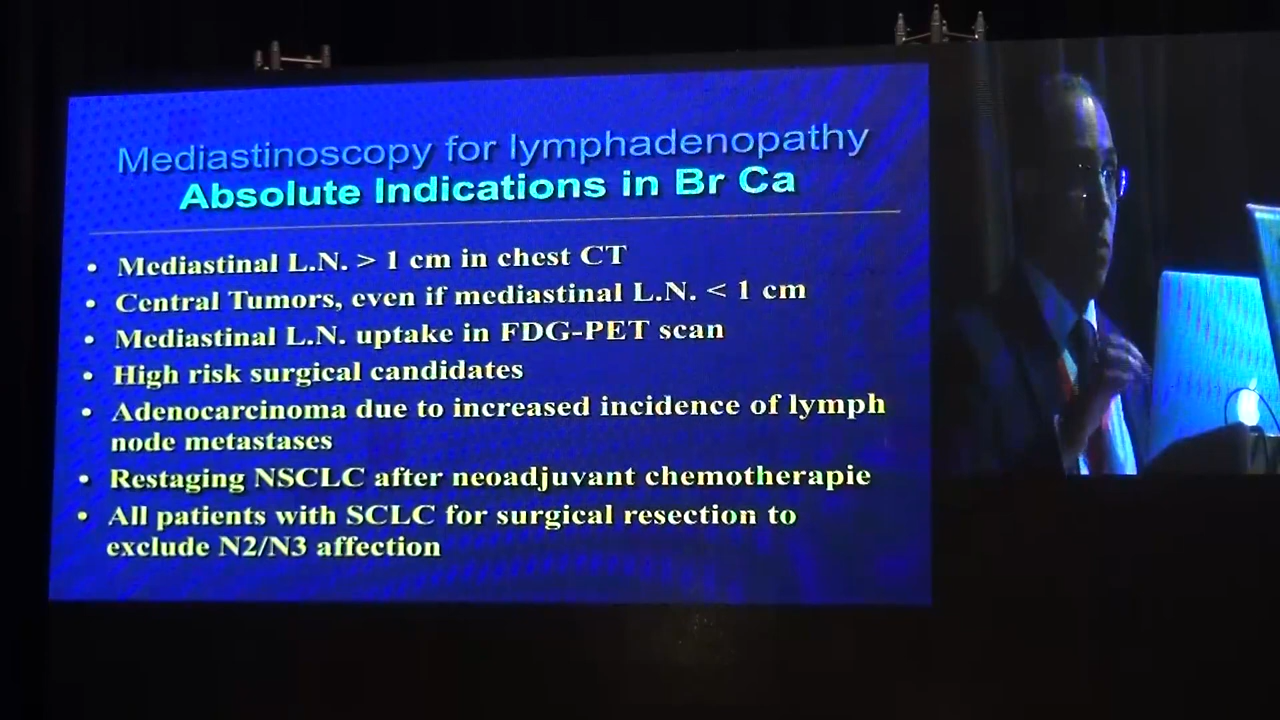 Mediastinoscopy for lymphadenopathy
Absolute Indications in Br Ca
• Mediastinal L.N. > 1 cm in chest CT
• Central Tumors, even if mediastinal L.N. < 1 cm
• Mediastinal L.N. uptake in FDG-PET scan
• High risk surgical candidates
• Adenocarcinoma due to increased incidence of lymph
node metastases
• Restaging NSCLC after neoadjuvant chemotherapie
• All patients with SCLC for surgical resection to
exclude N2/N3 affection